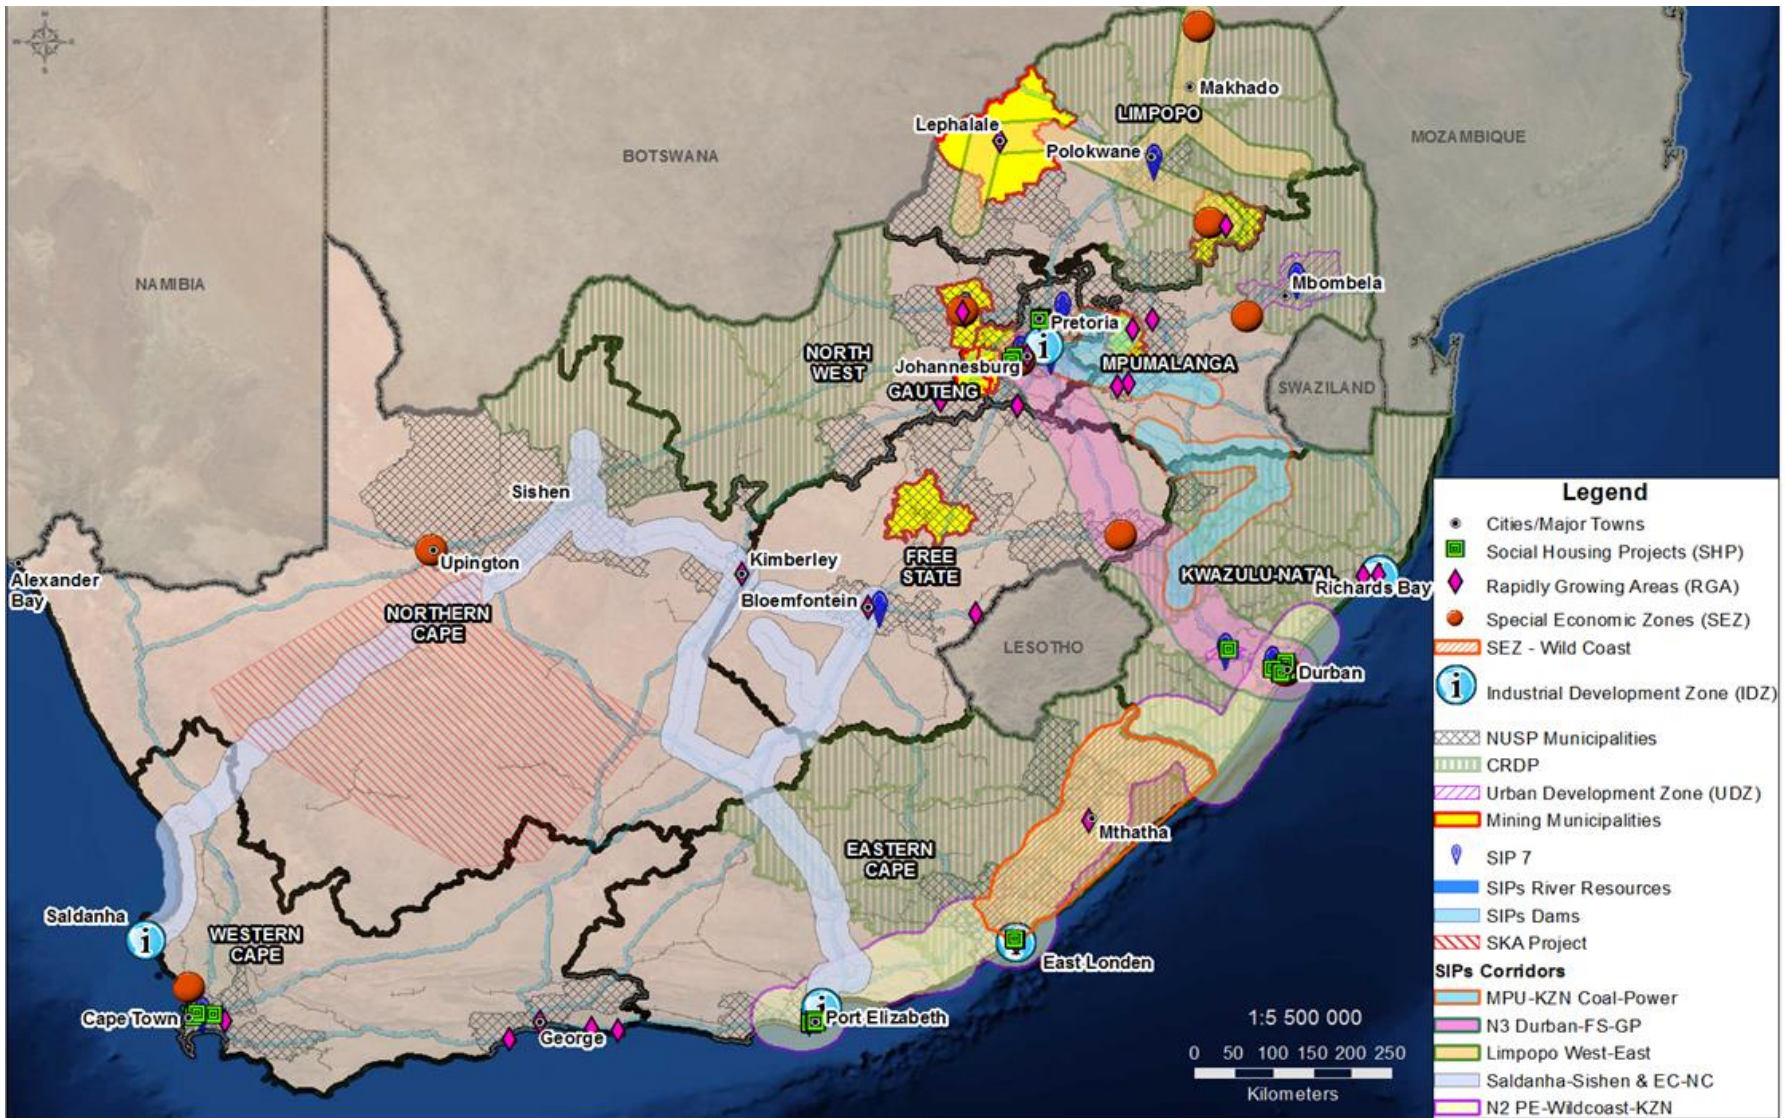 Makhado
LIMPOPO
Lephalale
MOZAMBIQUE
BOTSWANA
Polokwane
NAMIBIA
Mbombela
Pretoria
NORTH
WEST
MPUMALANGA
Johannesburg
GAUTENG
SWAZILAND
Sishen
Upington
Kimberley
FREE
STATE
KWAZULU-NATAL
Richards Bay
Alexander
Bay
Bloemfontein
NORTHERN
CAPE
LESOTHO
Durban
Mthatha
EASTERN
CAPE
Saldanha
WESTERN
CAPE
East Londen
Cape Town
George
Port Elizabeth
1:5 500 000
0 50 100 150 200 250
Kilometers
Legend
Cities/Major Towns
Social Housing Projects (SHP)
Rapidly Growing Areas (RGA)
Special Economic Zones (SEZ)
SEZ - Wild Coast
i Industrial Development Zone (IDZ)
NUSP Municipalities
CRDP
Urban Development Zone (UDZ)
Mining Municipalities
SIP 7
SIPs River Resources
SIPs Dams
SKA Project
SIPs Corridors
MPU-KZN Coal-Power
N3 Durban-FS-GP
Limpopo West-East
Saldanha-Sishen & EC-NC
N2 PE-Wildcoast-KZN